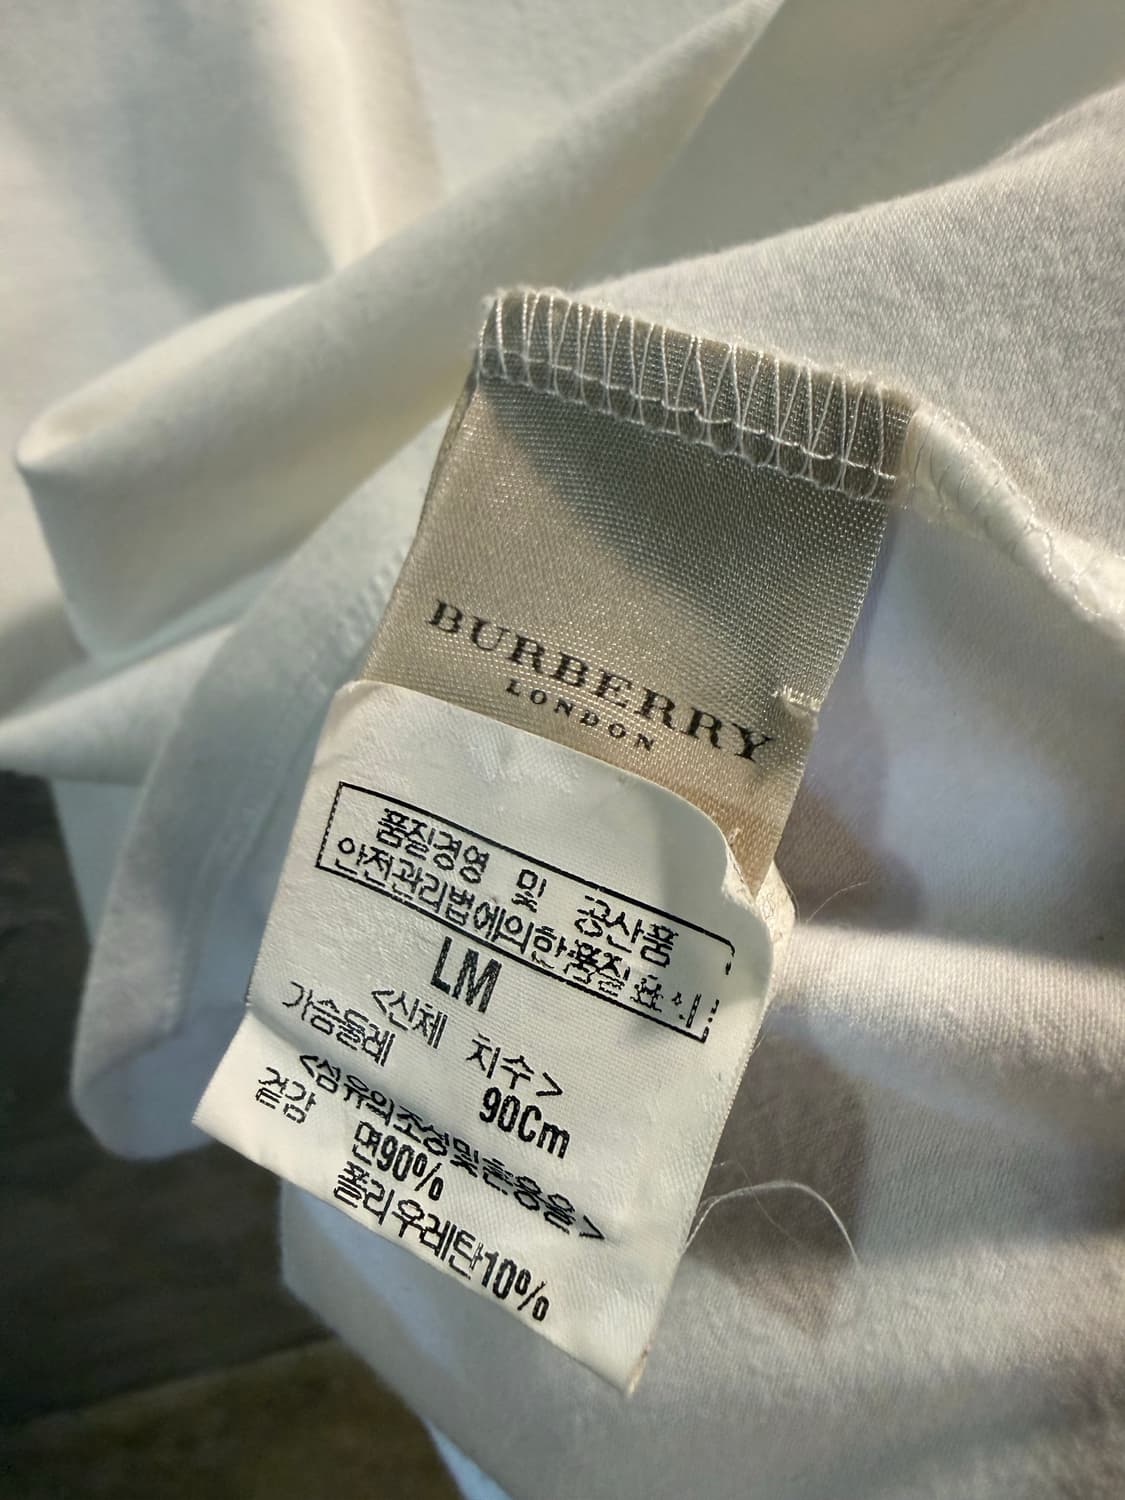 BURBERRY
LONDON
품질경영 및 공산품
안전관리법에의한품질표시
LM
<신체 치수>
가슴둘레 90Cm
<섬유의조성및혼용율>
겉감 면90%
폴리우레탄10%